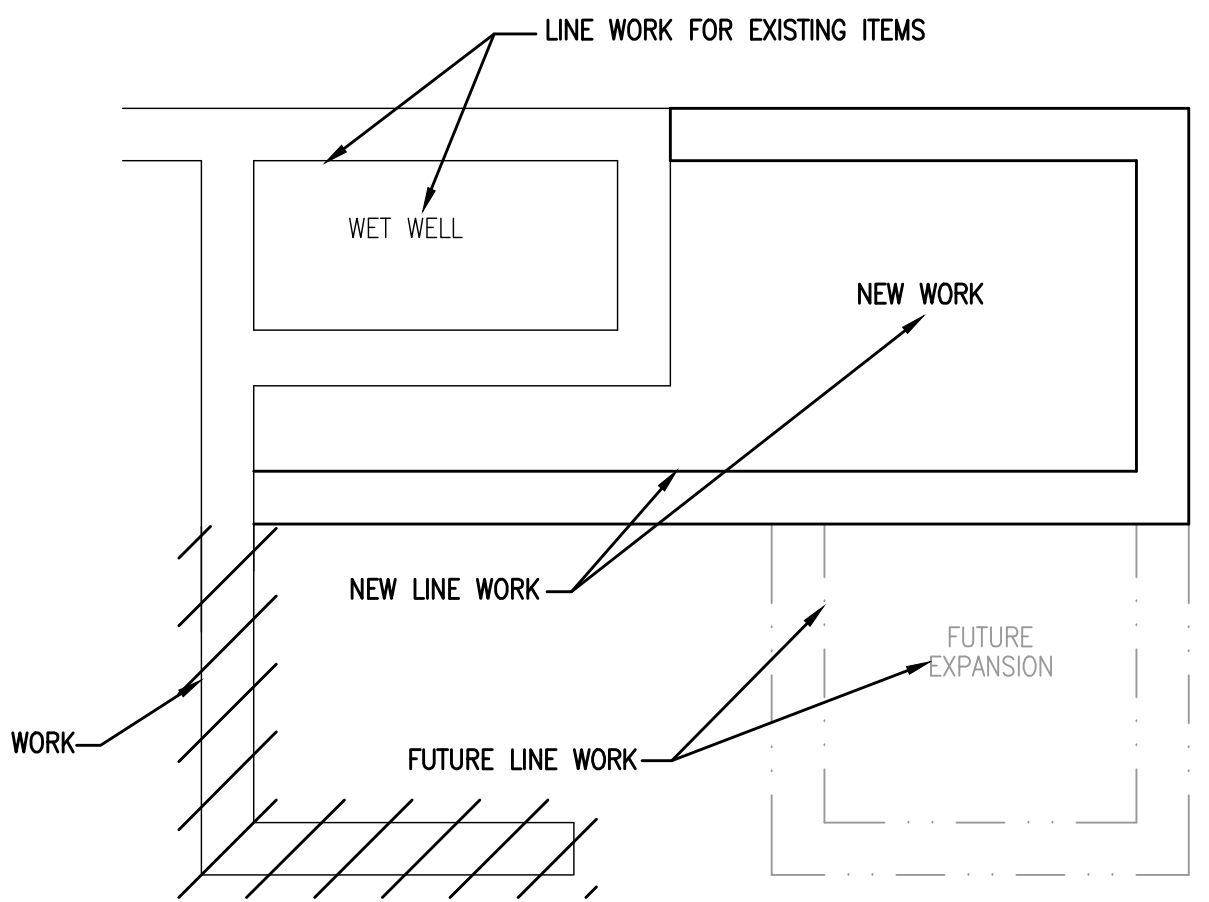 LINE WORK FOR EXISTING ITEMS
WET WELL
NEW WORK
NEW LINE WORK
FUTURE
EXPANSION
WORK
FUTURE LINE WORK